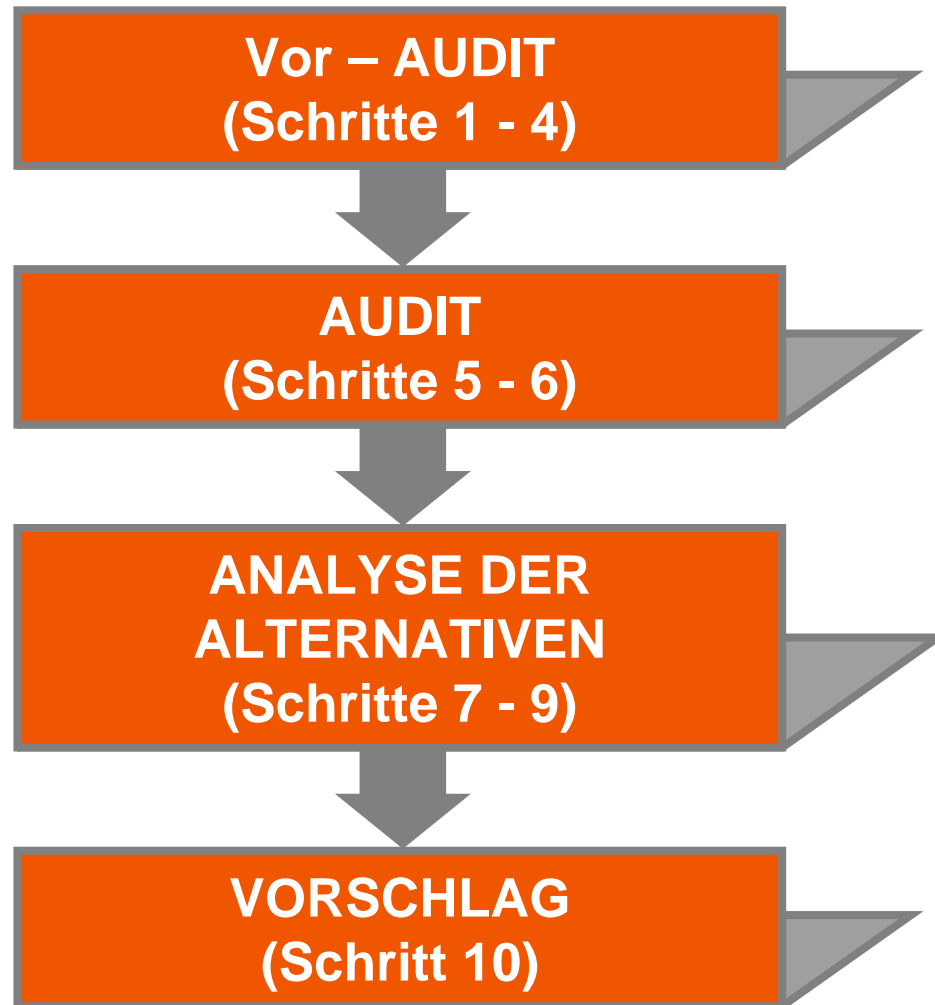 Vor – AUDIT
(Schritte 1 - 4)
AUDIT
(Schritte 5 - 6)
ANALYSE DER
ALTERNATIVEN
(Schritte 7 - 9)
VORSCHLAG
(Schritt 10)